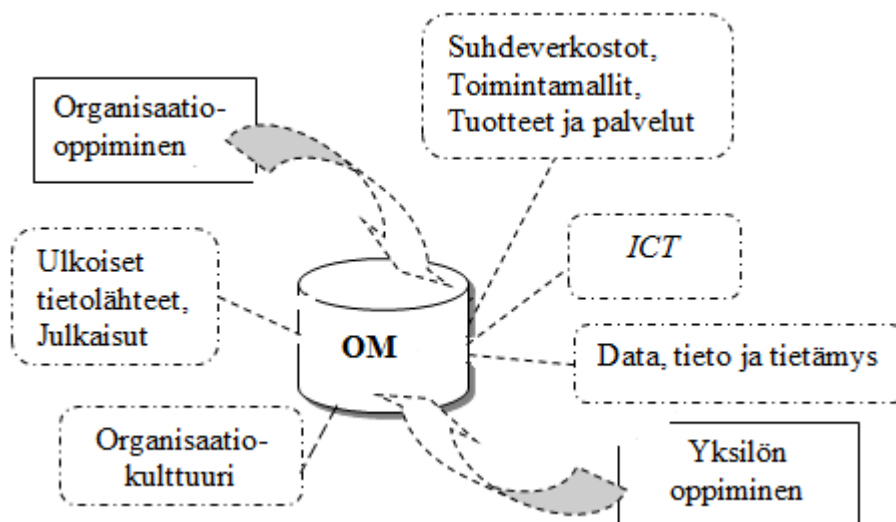 Suhdeverkostot,
Toimintamallit,
Tuotteet ja palvelut
Organisaatio-
oppiminen
ICT
Ulkoiset
tietolähteet,
Julkaisut
OM
Data, tieto ja tietämys
Organisaatio-
kulttuuri
Yksilön
oppiminen